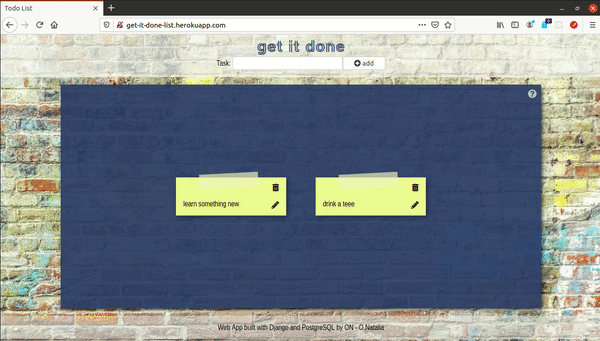 Todo List
get-it-done-list.herokuapp.com
get it done
Task:
add
?
learn something new
drink a teee
Web App built with Django and PostgreSQL by ON - O.Natalia